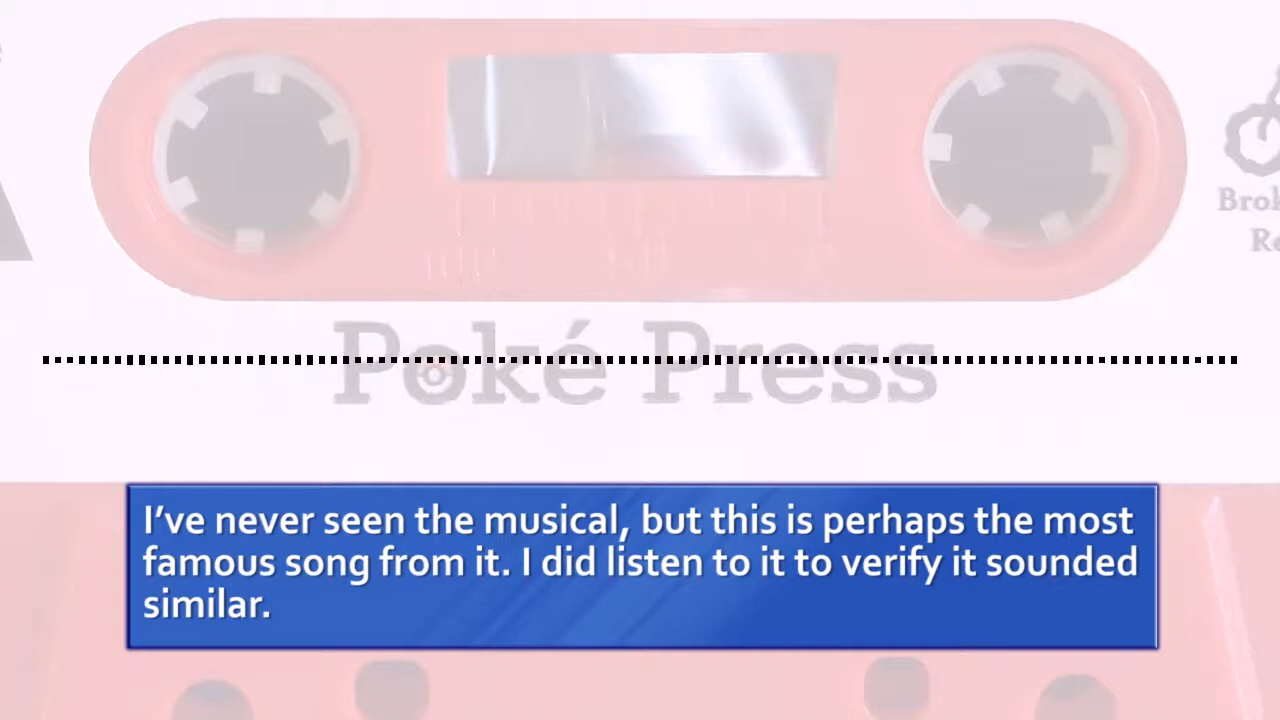 Poké Press
I've never seen the musical, but this is perhaps the most
famous song from it. I did listen to it to verify it sounded
similar.